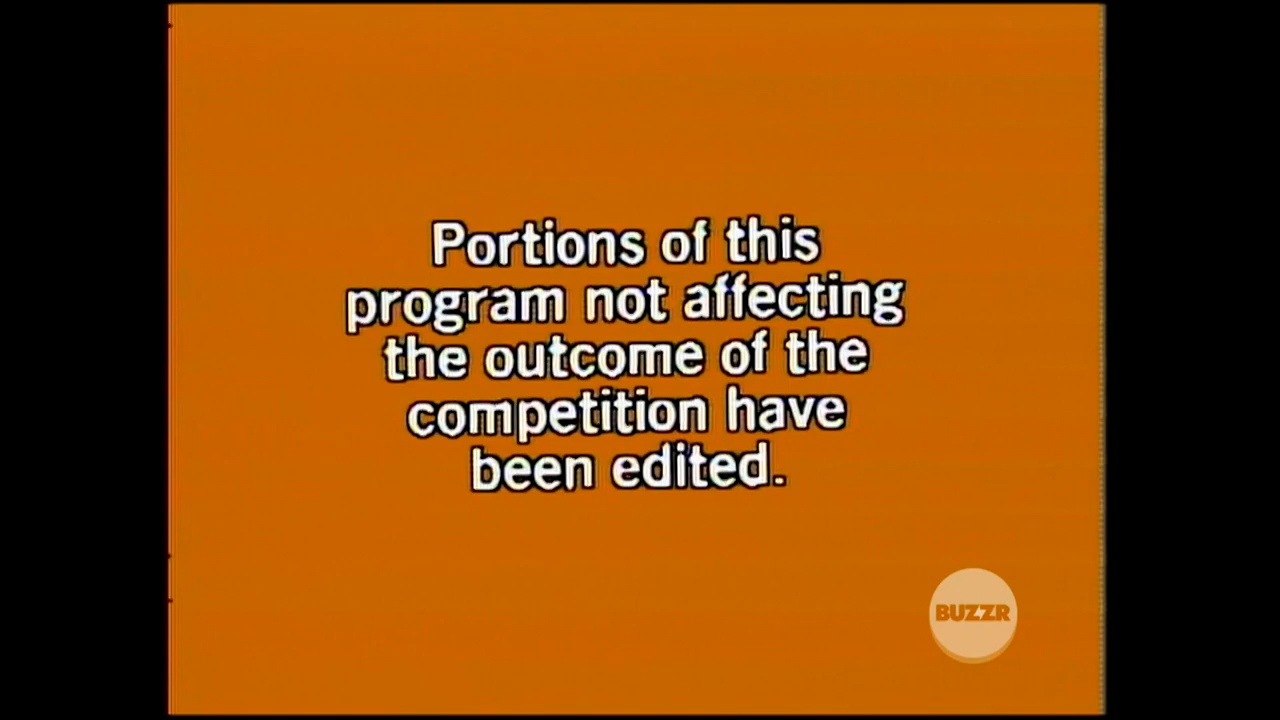 Portions of this
program not affecting
the outcome of the
competition have
been edited.
BUZZR